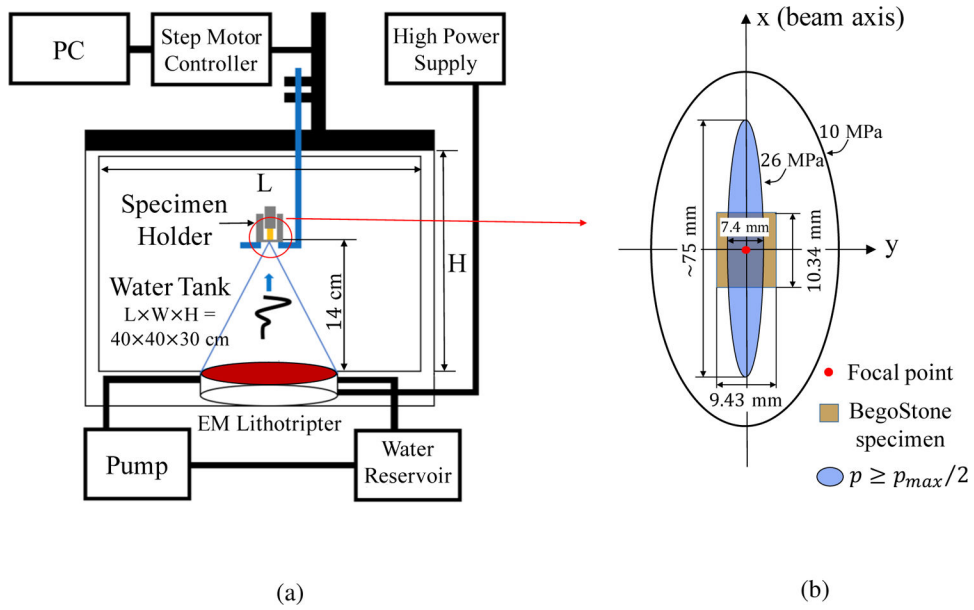 PC
Step Motor
Controller
High Power
Supply
L
Specimen
Holder
H
14 cm
Water Tank
L×W×H =
40×40×30 cm
EM Lithotripter
Pump
Water
Reservoir
(a)
x (beam axis)
10 MPa
26 MPa
~75 mm
7.4 mm
y
10.34 mm
9.43 mm
Focal point
BegoStone
specimen
p ≥ p_max/2
(b)